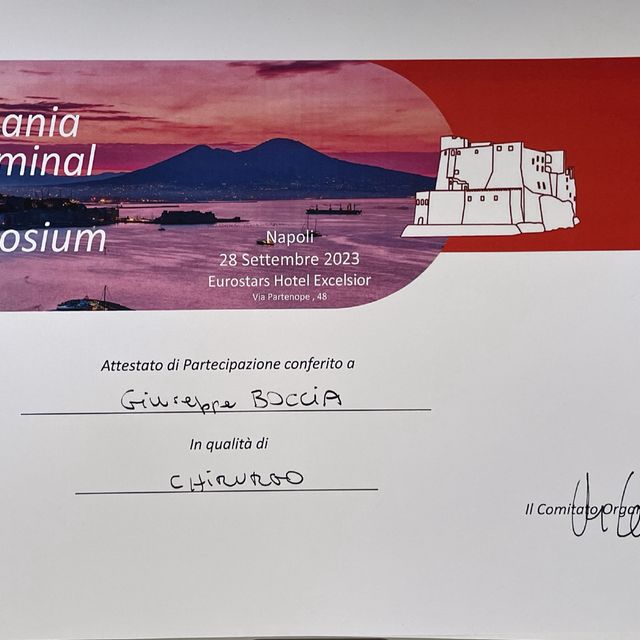 ania
minal
osium
Napoli
28 Settembre 2023
Eurostars Hotel Excelsior
Via Partenope , 48
Attestato di Partecipazione conferito a
Giuseppe BOCCIA
In qualità di
CHIRURGO
Il Comitato Orga